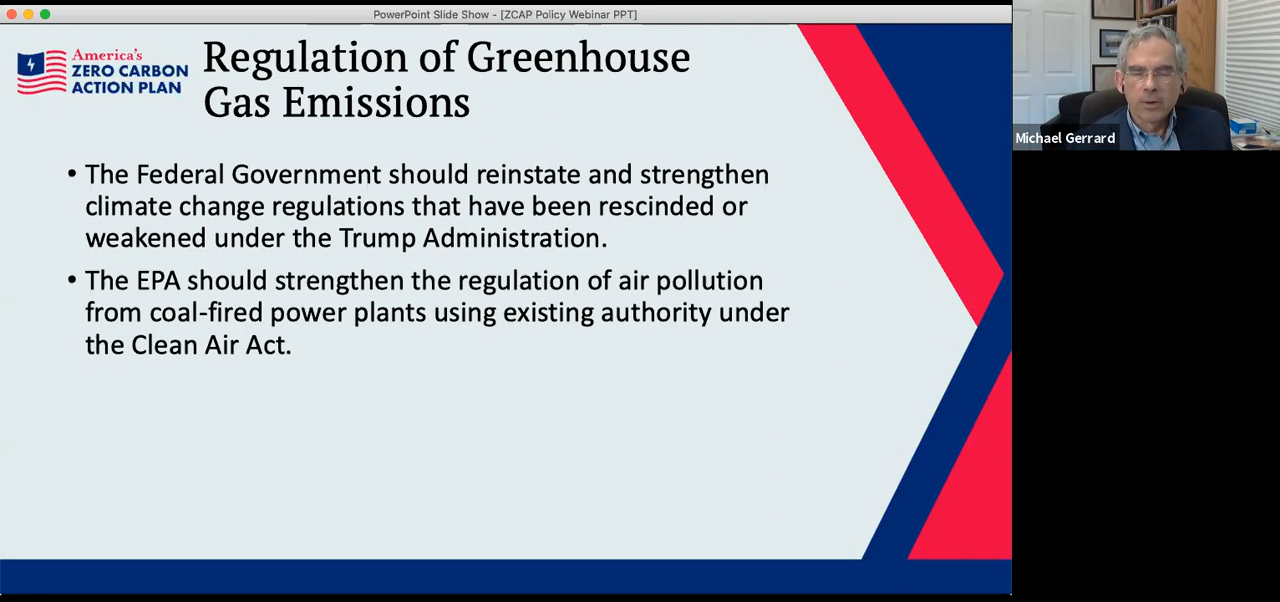 PowerPoint Slide Show - [ZCAP Policy Webinar PPT]
America's
ZERO CARBON
ACTION PLAN
Regulation of Greenhouse
Gas Emissions
• The Federal Government should reinstate and strengthen
climate change regulations that have been rescinded or
weakened under the Trump Administration.
• The EPA should strengthen the regulation of air pollution
from coal-fired power plants using existing authority under
the Clean Air Act.
Michael Gerrard